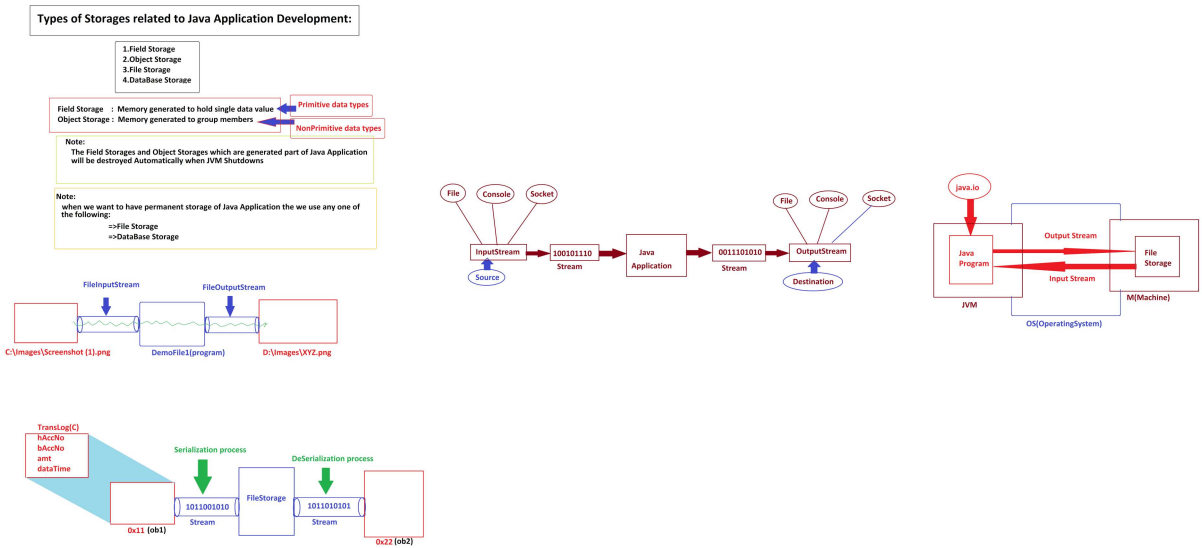 Types of Storages related to Java Application Development:
1.Field Storage
2.Object Storage
3.File Storage
4.DataBase Storage
Field Storage : Memory generated to hold single data value
Object Storage : Memory generated to group members
Primitive data types
NonPrimitive data types
Note:
The Field Storages and Object Storages which are generated part of Java Application
will be destroyed Automatically when JVM Shutdowns
Note:
when we want to have permanent storage of Java Application the we use any one of
the following:
=>File Storage
=>DataBase Storage
FileInputStream
FileOutputStream
C:\Images\Screenshot (1).png
DemoFile1(program)
D:\Images\XYZ.png
File
Console
Socket
InputStream
100101110
Stream
Source
Java
Application
0011101010
Stream
File
Console
Socket
OutputStream
Destination
java.io
Java
Program
JVM
Output Stream
Input Stream
File
Storage
M(Machine)
OS(OperatingSystem)
TransLog(C)
hAccNo
bAccNo
amt
dataTime
0x11 (ob1)
Serialization process
1011001010
Stream
FileStorage
DeSerialization process
1011010101
Stream
0x22 (ob2)